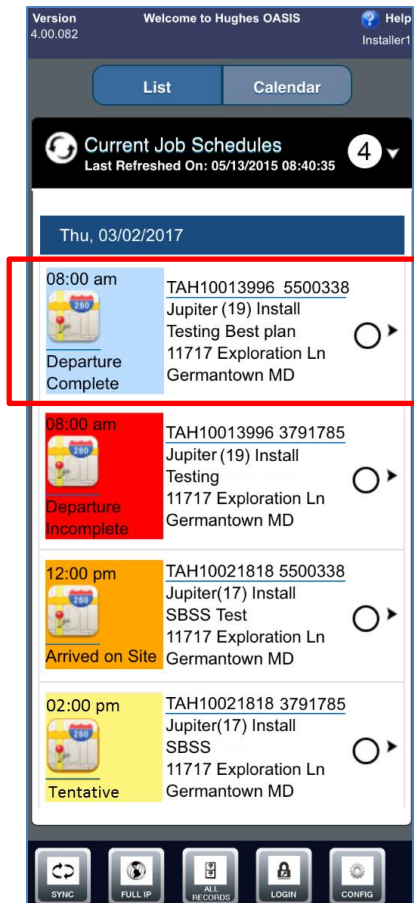 Version Welcome to Hughes OASIS Help
4.00.082 Installer1
List Calendar
Current Job Schedules 4
Last Refreshed On: 05/13/2015 08:40:35
Thu, 03/02/2017
08:00 am
280
Departure
Complete
TAH10013996 5500338
Jupiter (19) Install
Testing Best plan
11717 Exploration Ln
Germantown MD
08:00 am
280
Departure
Incomplete
TAH10013996 3791785
Jupiter (19) Install
Testing
11717 Exploration Ln
Germantown MD
12:00 pm
280
Arrived on Site
TAH10021818 5500338
Jupiter(17) Install
SBSS Test
11717 Exploration Ln
Germantown MD
02:00 pm
280
Tentative
TAH10021818 3791785
Jupiter(17) Install
SBSS
11717 Exploration Ln
Germantown MD
SYNC FULL IP ALL RECORDS LOGIN CONFIG